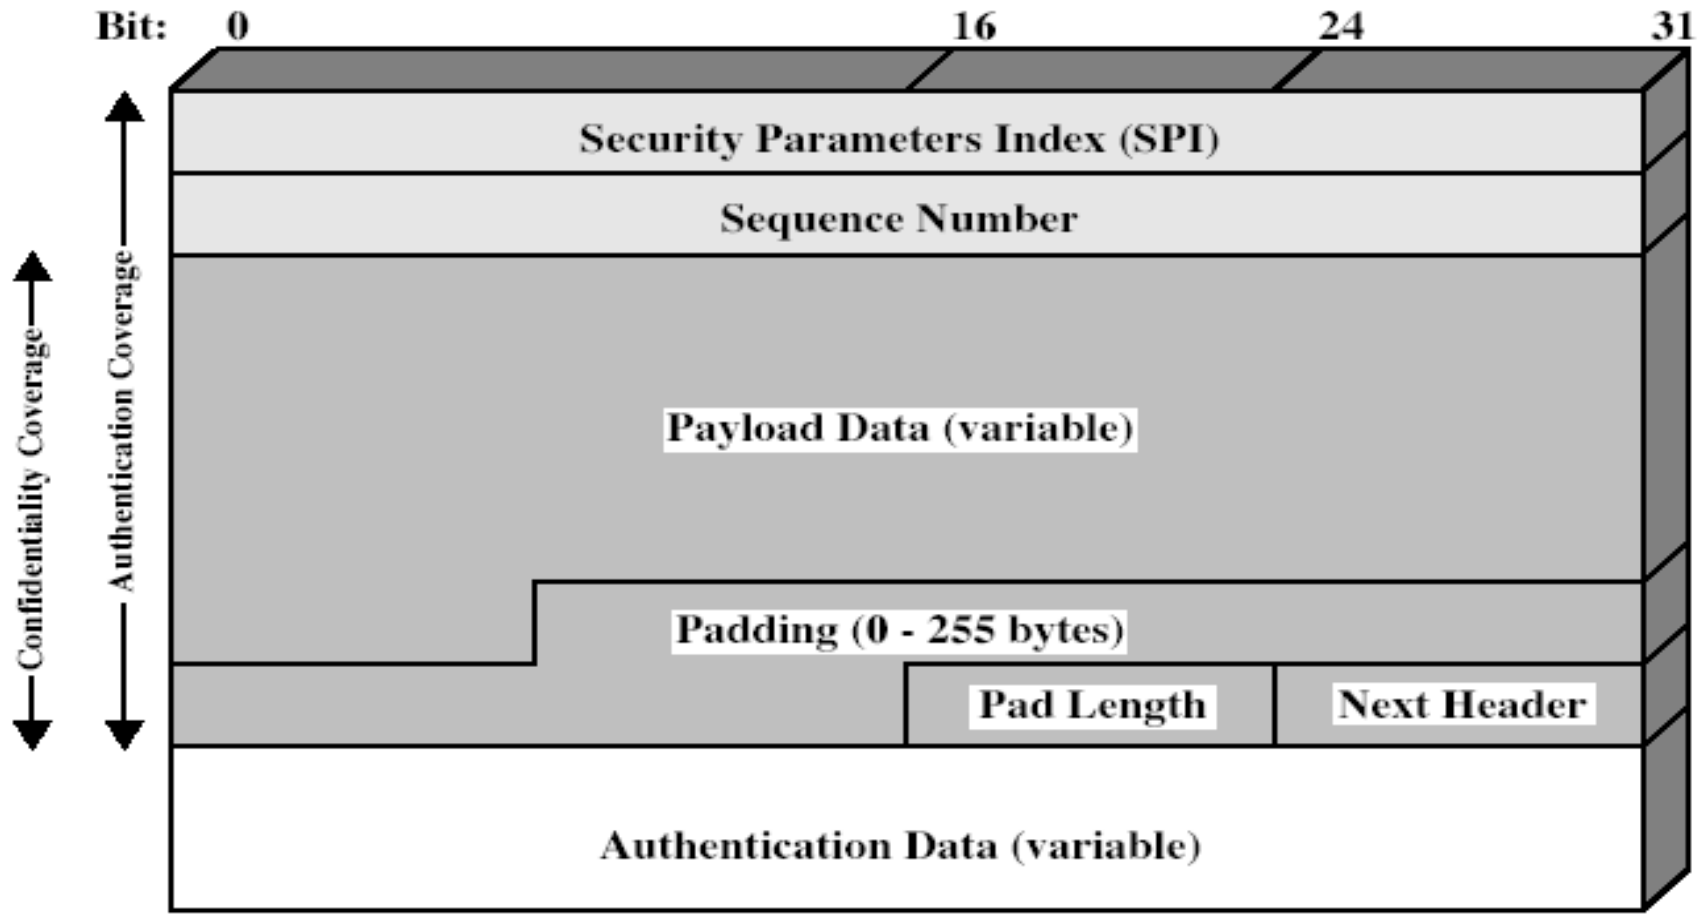 Bit: 0 16 24 31
Security Parameters Index (SPI)
Sequence Number
Confidentiality Coverage
Authentication Coverage
Payload Data (variable)
Padding (0 - 255 bytes)
Pad Length Next Header
Authentication Data (variable)